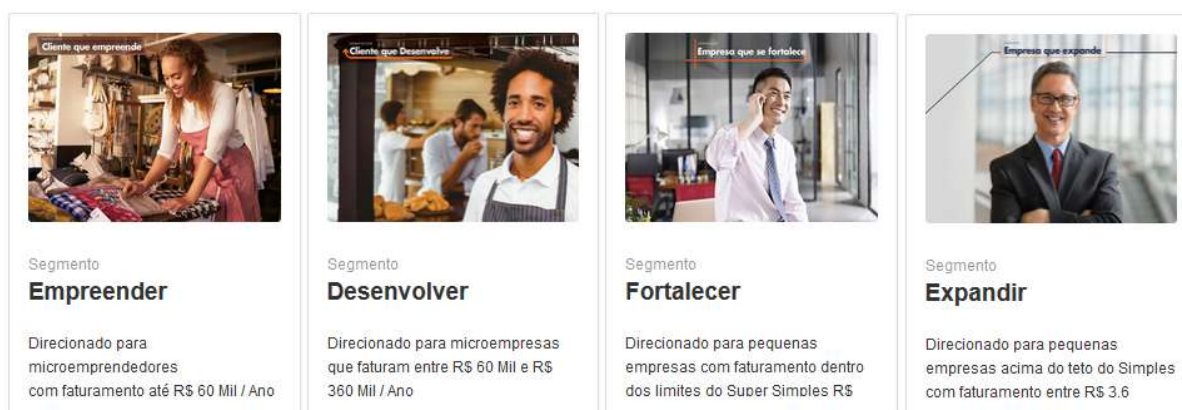 Cliente que empreende
Segmento
Empreender
Direcionado para
microemprendedores
com faturamento até R$ 60 Mil / Ano
Cliente que Desenvolve
Segmento
Desenvolver
Direcionado para microempresas
que faturam entre R$ 60 Mil e R$
360 Mil / Ano
Empresa que se fortalece
Segmento
Fortalecer
Direcionado para pequenas
empresas com faturamento dentro
dos limites do Super Simples R$
Empresa que expande
Segmento
Expandir
Direcionado para pequenas
empresas acima do teto do Simples
com faturamento entre R$ 3.6